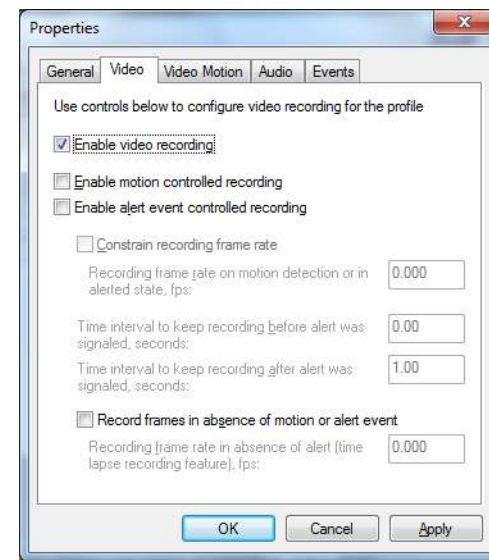 Properties
General Video Video Motion Audio Events
Use controls below to configure video recording for the profile
Enable video recording
Enable motion controlled recording
Enable alert event controlled recording
Constrain recording frame rate
Recording frame rate on motion detection or in
alerted state, fps:
0.000
Time interval to keep recording before alert was
signaled, seconds:
0.00
Time interval to keep recording after alert was
signaled, seconds:
1.00
Record frames in absence of motion or alert event
Recording frame rate in absence of alert (time
lapse recording feature), fps:
0.000
OK Cancel Apply